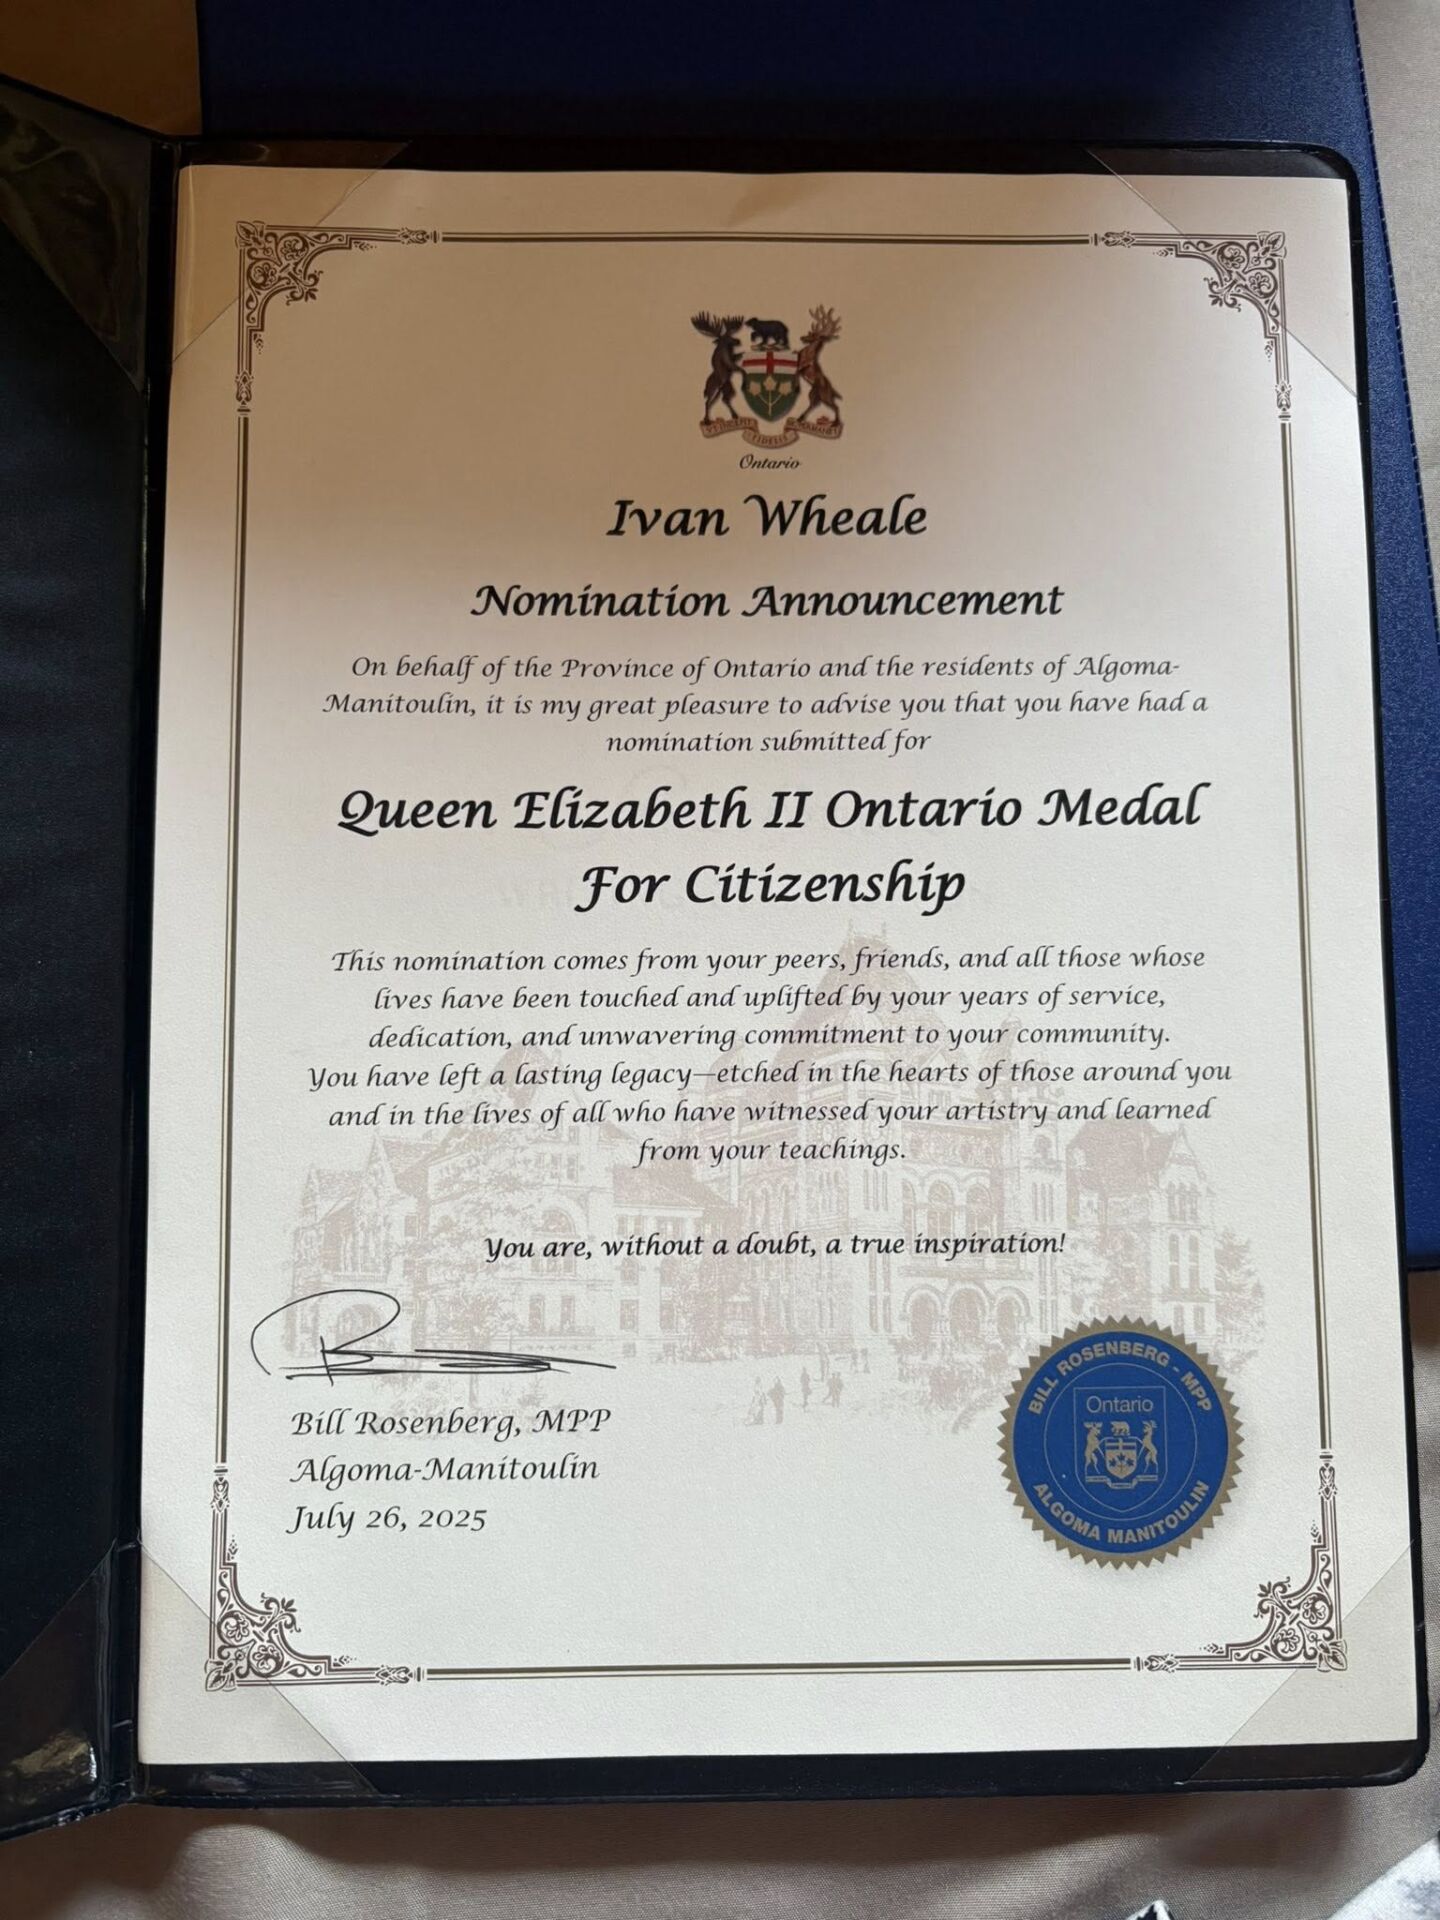 Ontario
Ivan Wheale
Nomination Announcement
On behalf of the Province of Ontario and the residents of Algoma-
Manitoulin, it is my great pleasure to advise you that you have had a
nomination submitted for
Queen Elizabeth II Ontario Medal
For Citizenship
This nomination comes from your peers, friends, and all those whose
lives have been touched and uplifted by your years of service,
dedication, and unwavering commitment to your community.
You have left a lasting legacy—etched in the hearts of those around you
and in the lives of all who have witnessed your artistry and learned
from your teachings.
You are, without a doubt, a true inspiration!
Bill Rosenberg, MPP
Algoma-Manitoulin
July 26, 2025
BILL ROSENBERG - MPP
Ontario
ALGOMA MANITOULIN